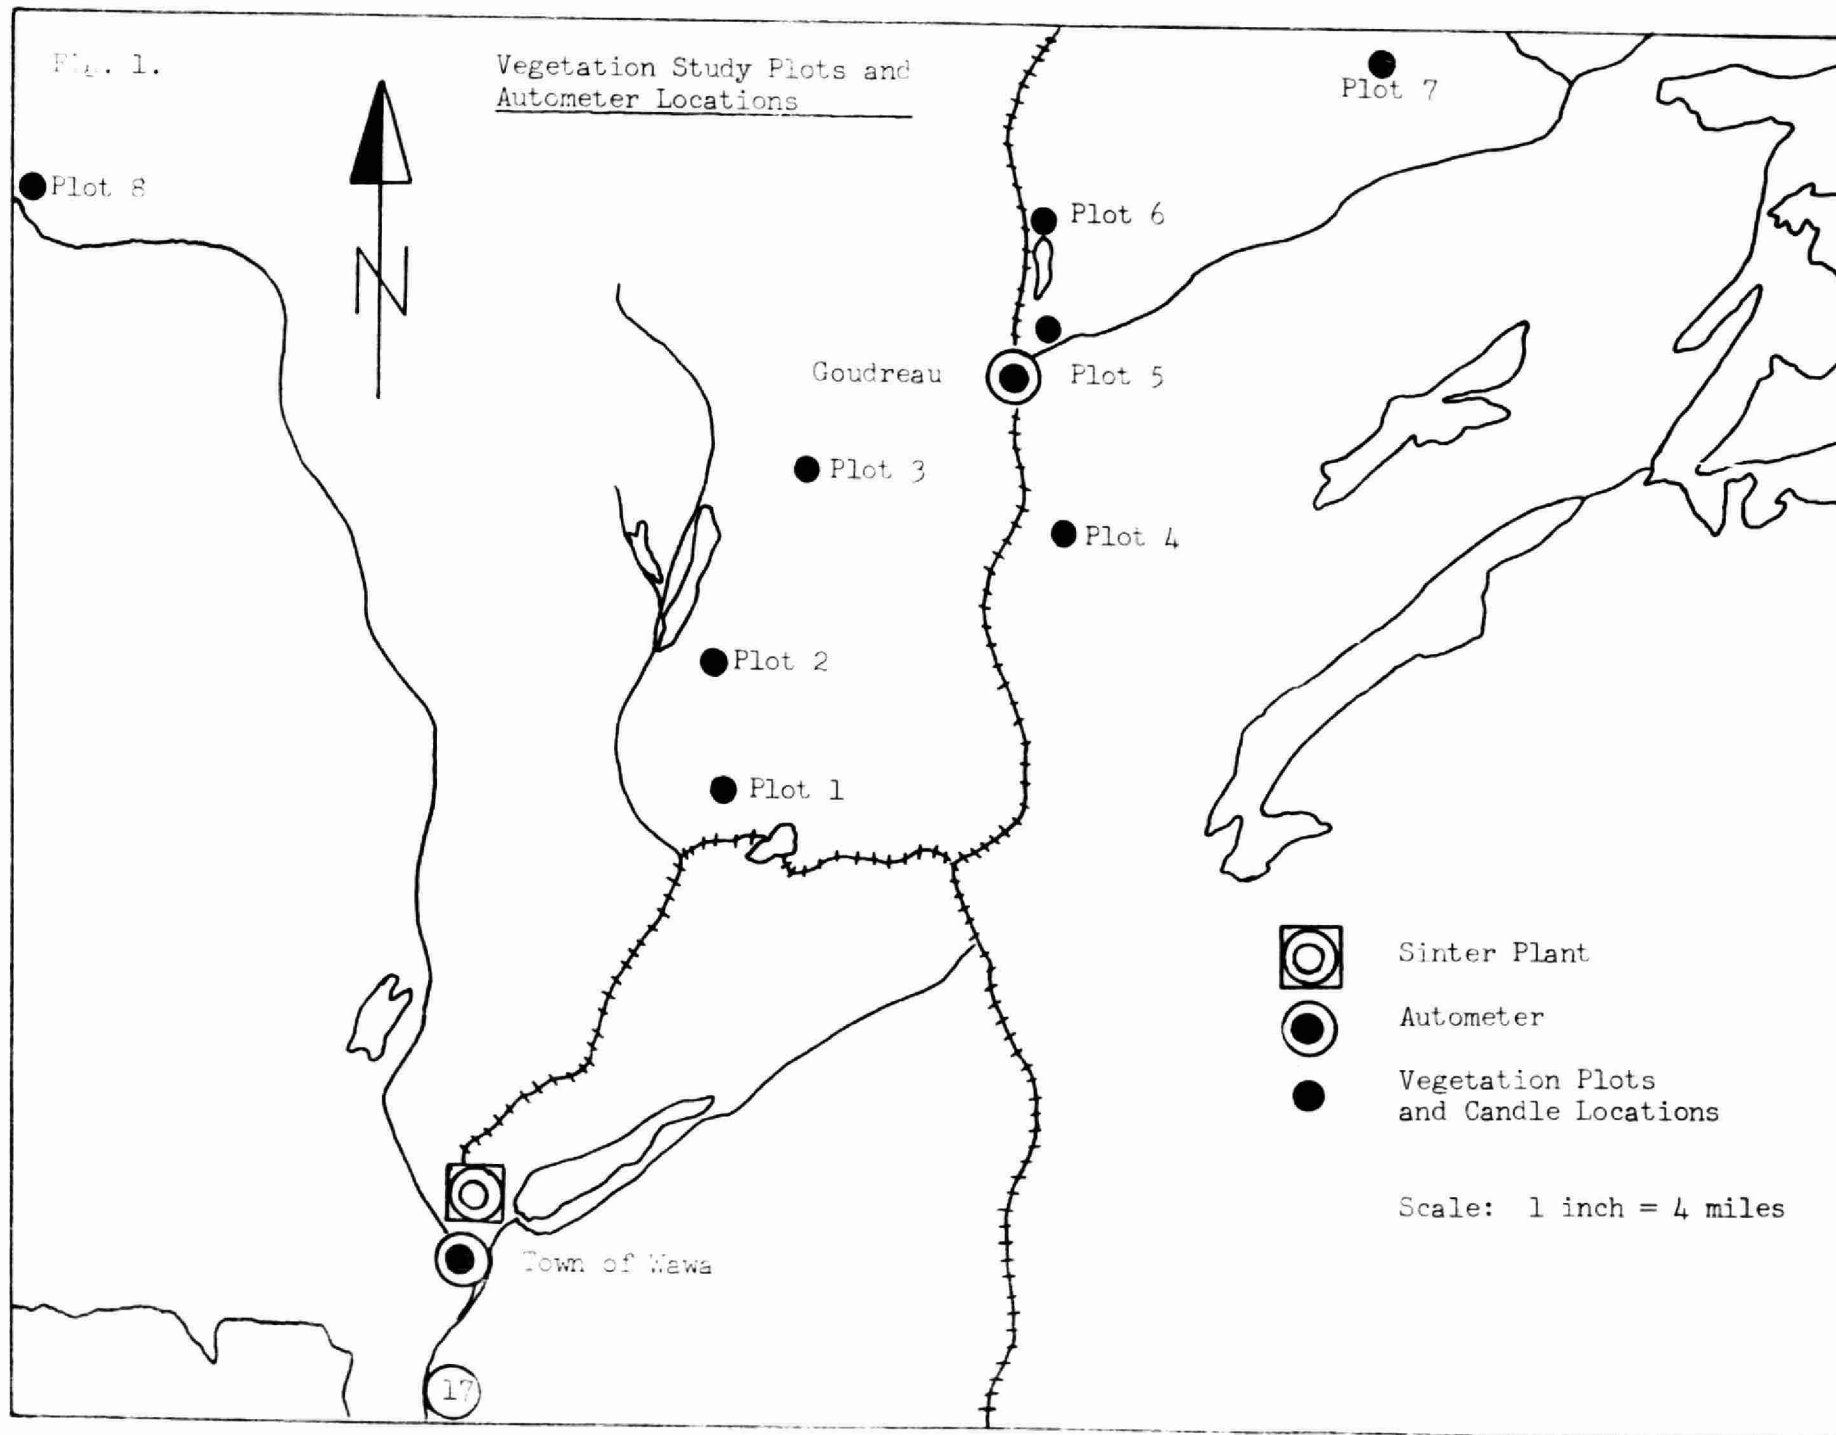 Fig. 1.
Vegetation Study Plots and
Autometer Locations
Plot 7
Plot 8
Plot 6
Goudreau
Plot 5
Plot 3
Plot 4
Plot 2
Plot 1
Sinter Plant
Autometer
Vegetation Plots
and Candle Locations
Scale: 1 inch = 4 miles
Town of Wawa
17
N